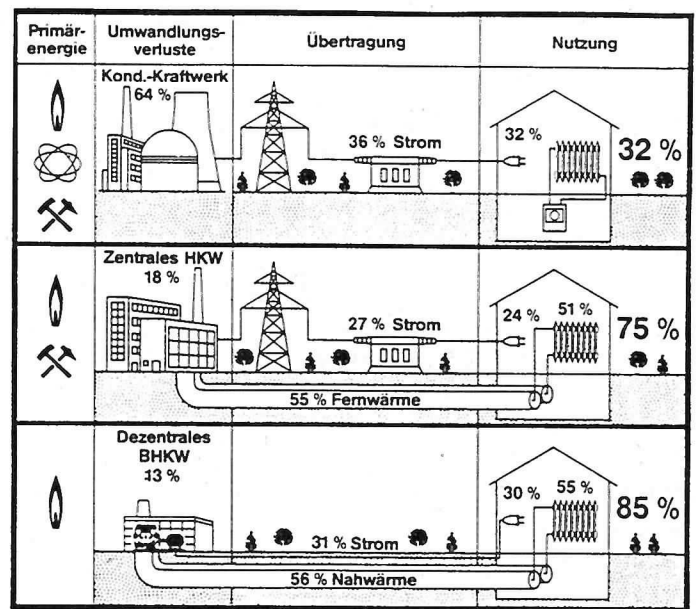 Primär-
energie
Umwandlungs-
verluste
Übertragung
Nutzung
Kond.-Kraftwerk
64 %
36 % Strom
32 %
32 %
Zentrales HKW
18 %
27 % Strom
24 %
51 %
75 %
55 % Fernwärme
Dezentrales
BHKW
13 %
31 % Strom
30 %
55 %
85 %
56 % Nahwärme